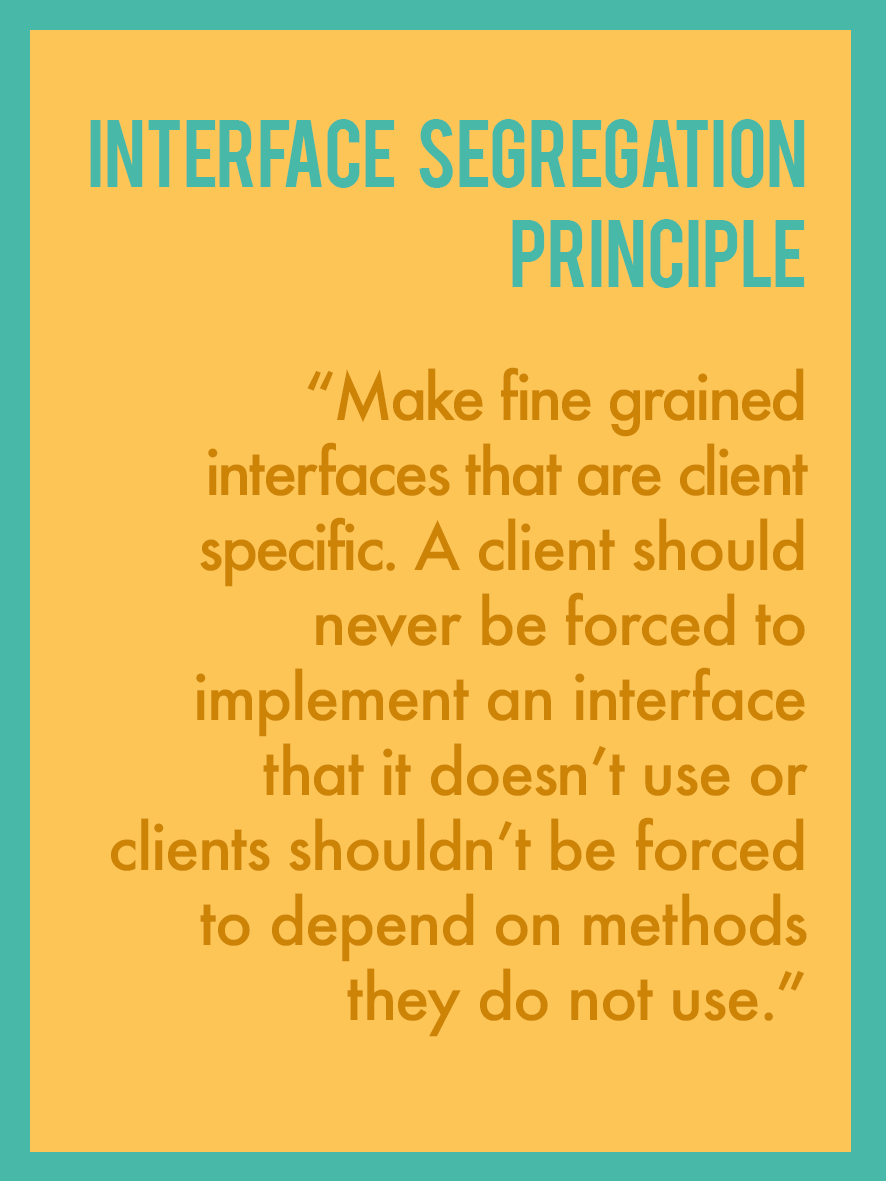 INTERFACE SEGREGATION
PRINCIPLE
“Make fine grained
interfaces that are client
specific. A client should
never be forced to
implement an interface
that it doesn’t use or
clients shouldn’t be forced
to depend on methods
they do not use.”